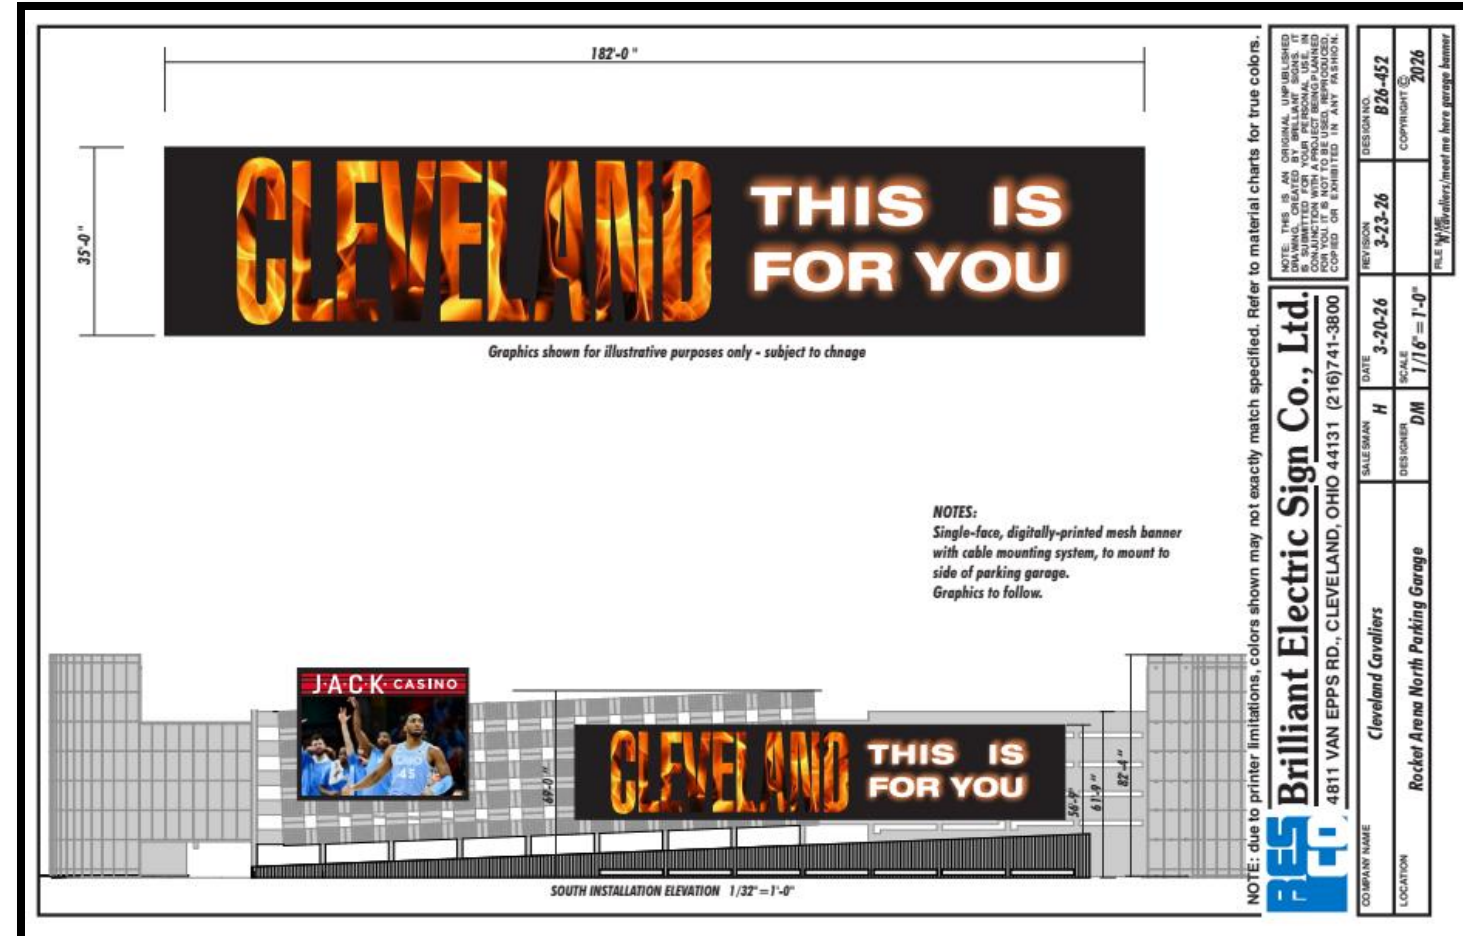 182'-0 "
35'-0 "
CLEVELAND
THIS IS
FOR YOU
Graphics shown for illustrative purposes only - subject to chnage
NOTES:
Single-face, digitally-printed mesh banner
with cable mounting system, to mount to
side of parking garage.
Graphics to follow.
J·A·C·K· CASINO
CAVO
45
CLEVELAND
THIS IS
FOR YOU
69-0 "
56'-9"
61'-9 "
82'-4 "
SOUTH INSTALLATION ELEVATION 1/32"=1'-0"
NOTE: due to printer limitations, colors shown may not exactly match specified. Refer to material charts for true colors.
NOTE: THIS IS AN ORIGINAL UNPUBLISHED
DRAWING, CREATED BY BRILLIANT SIGNS. IT
IS SUBMITTED FOR YOUR PERSONAL USE, IN
CONJUNCTION WITH A PROJECT BEING PLANNED
FOR YOU. IT IS NOT TO BE USED, REPRODUCED,
COPIED OR EXHIBITED IN ANY FASHION.
BESCO
Brilliant Electric Sign Co., Ltd.
4811 VAN EPPS RD., CLEVELAND, OHIO 44131 (216)741-3800
COMPANY NAME
Cleveland Cavaliers
SALESMAN
H
DATE
3-20-26
REVISION
3-23-26
DESIGN NO.
B26-452
LOCATION
Rocket Arena North Parking Garage
DESIGNER
DM
SCALE
1/16" = 1'-0"
COPYRIGHT ©
2026
FILE NAME
N/cavaliers/meet me here garage banner